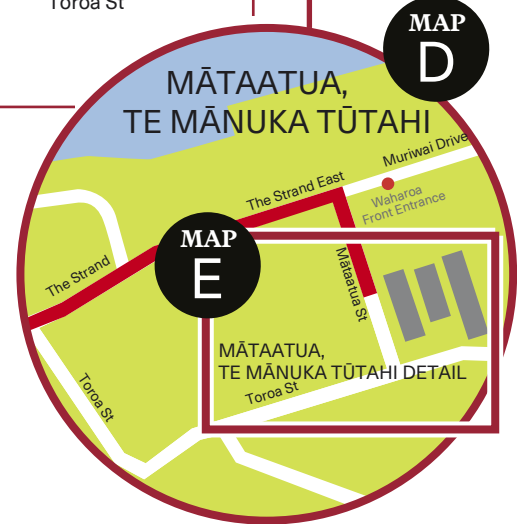 Toroa St
MAP
D
MĀTAATUA,
TE MĀNUKA TŪTAHI
Muriwai Drive
The Strand East
Waharoa
Front Entrance
MAP
E
The Strand
Mātaatua St
MĀTAATUA,
TE MĀNUKA TŪTAHI DETAIL
Toroa St
Toroa St